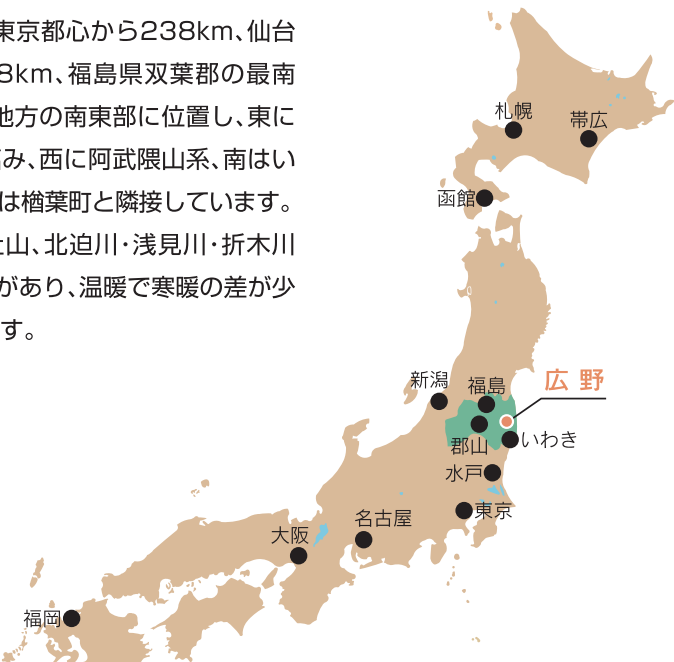 東京都心から238km、仙台
8km、福島県双葉郡の最南
地方の南東部に位置し、東に
み、西に阿武隈山系、南はい
は楢葉町と隣接しています。
山、北迫川・浅見川・折木川
があり、温暖で寒暖の差が少
す。
札幌
帯広
函館
新潟
福島
広野
郡山
いわき
水戸
東京
名古屋
大阪
福岡